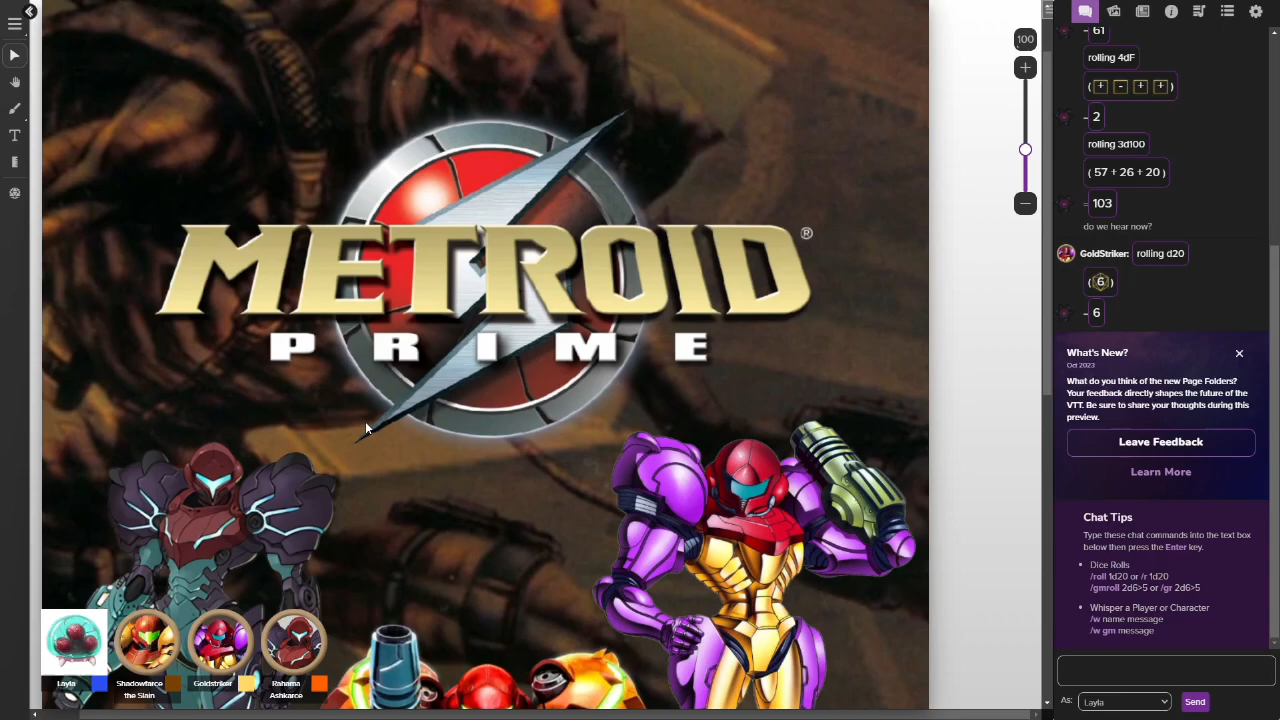 100
METROID®
PRIME
Layla
Shadowfarce
the Slain
Goldstriker
Rahama
Ashkarce
61
rolling 4dF
( + - + + )
= 2
rolling 3d100
( 57 + 26 + 20 )
= 103
do we hear now?
GoldStriker: rolling d20
( 6 )
= 6
What's New?
Oct 2023
What do you think of the new Page Folders?
Your feedback directly shapes the future of the
VTT. Be sure to share your thoughts during this
preview.
Leave Feedback
Learn More
Chat Tips
Type these chat commands into the text box
below then press the Enter key.
• Dice Rolls
/roll 1d20 or /r 1d20
/gmroll 2d6>5 or /gr 2d6>5
• Whisper a Player or Character
/w name message
/w gm message
As: Layla Send